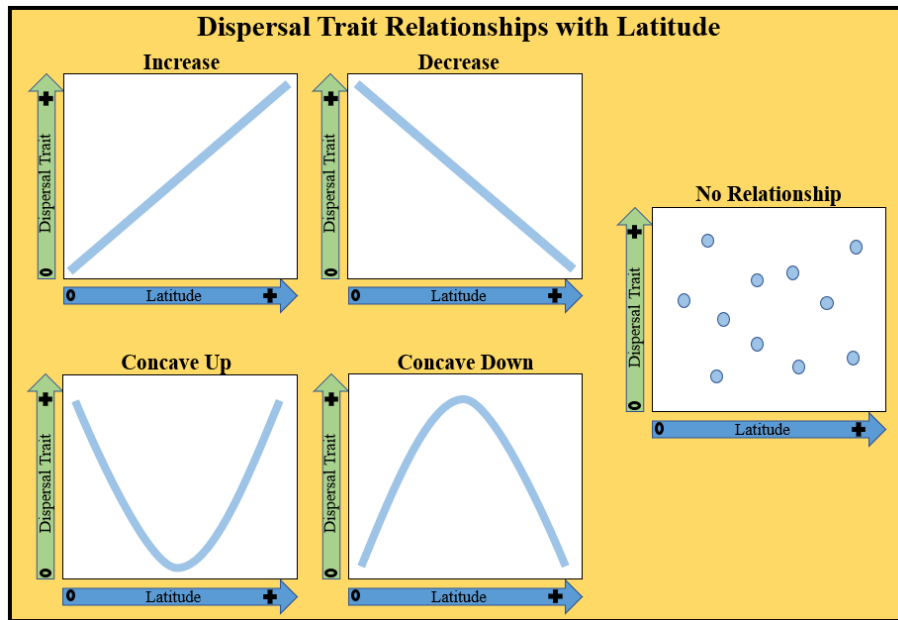 Dispersal Trait Relationships with Latitude
Increase
+
Dispersal Trait
0
0 Latitude +
Decrease
+
Dispersal Trait
0
0 Latitude +
No Relationship
+
Dispersal Trait
0
0 Latitude +
Concave Up
+
Dispersal Trait
0
0 Latitude +
Concave Down
+
Dispersal Trait
0
0 Latitude +